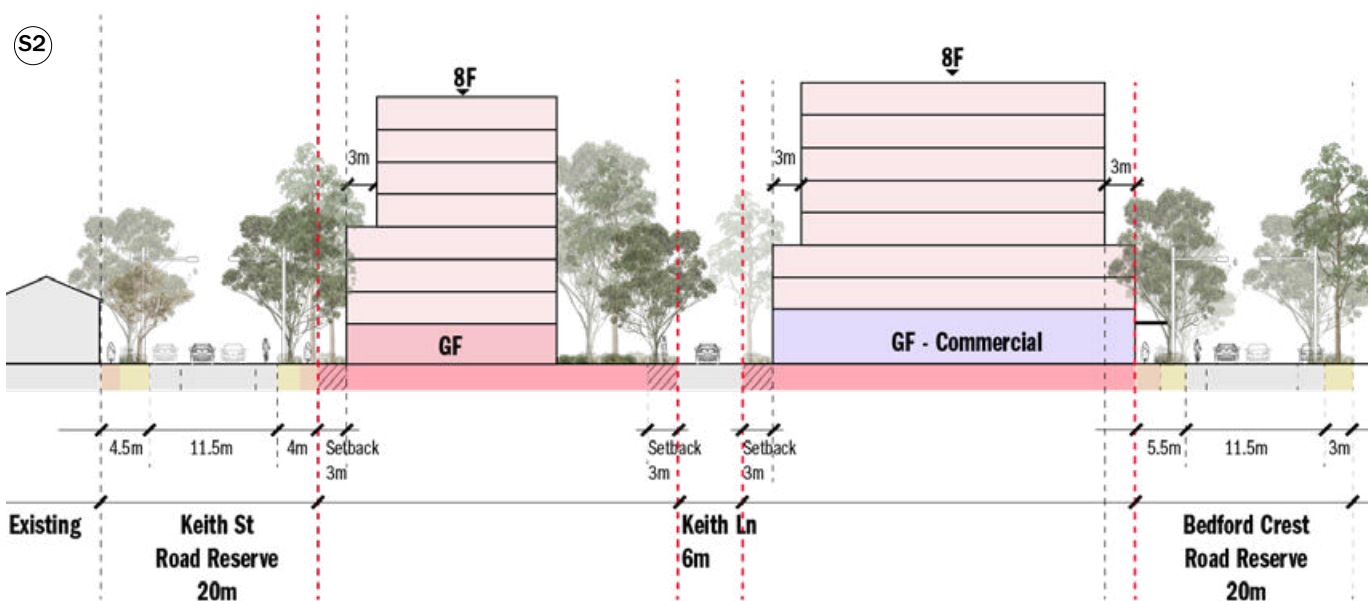 S2
8F
8F
3m
3m
3m
GF
GF - Commercial
4.5m
11.5m
4m
Setback
3m
Setback
3m
Setback
3m
5.5m
11.5m
3m
Existing
Keith St
Road Reserve
20m
Keith Ln
6m
Bedford Crest
Road Reserve
20m